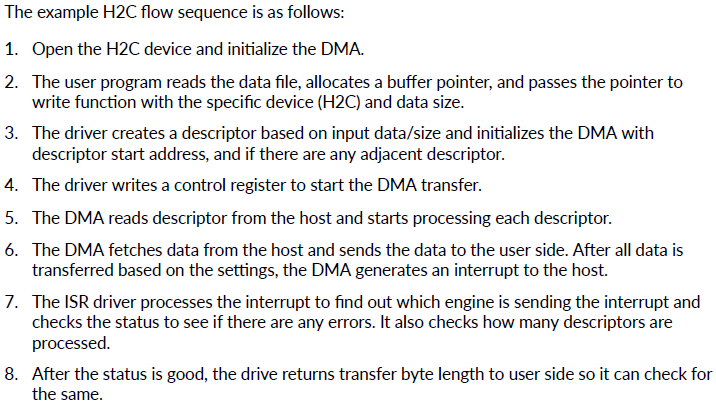 The example H2C flow sequence is as follows:
1. Open the H2C device and initialize the DMA.
2. The user program reads the data file, allocates a buffer pointer, and passes the pointer to
write function with the specific device (H2C) and data size.
3. The driver creates a descriptor based on input data/size and initializes the DMA with
descriptor start address, and if there are any adjacent descriptor.
4. The driver writes a control register to start the DMA transfer.
5. The DMA reads descriptor from the host and starts processing each descriptor.
6. The DMA fetches data from the host and sends the data to the user side. After all data is
transferred based on the settings, the DMA generates an interrupt to the host.
7. The ISR driver processes the interrupt to find out which engine is sending the interrupt and
checks the status to see if there are any errors. It also checks how many descriptors are
processed.
8. After the status is good, the drive returns transfer byte length to user side so it can check for
the same.